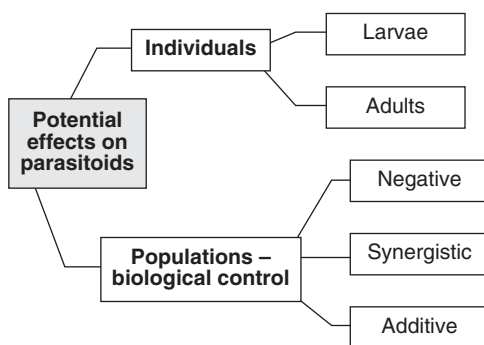 Potential
effects on
parasitoids
Individuals
Larvae
Adults
Populations –
biological control
Negative
Synergistic
Additive